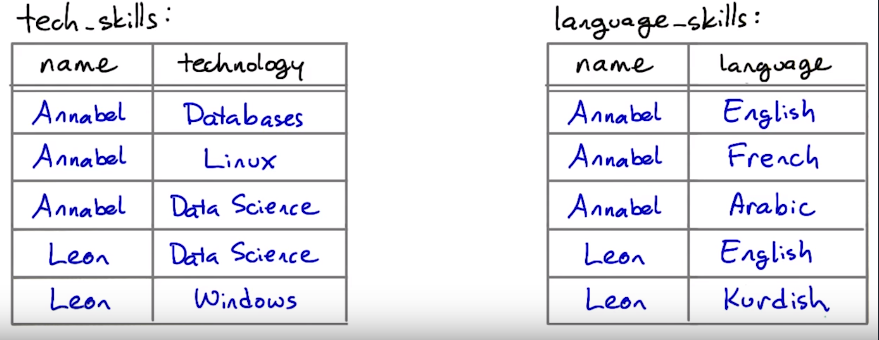 tech_skills:
name technology
Annabel Databases
Annabel Linux
Annabel Data Science
Leon Data Science
Leon Windows
language_skills:
name language
Annabel English
Annabel French
Annabel Arabic
Leon English
Leon Kurdish